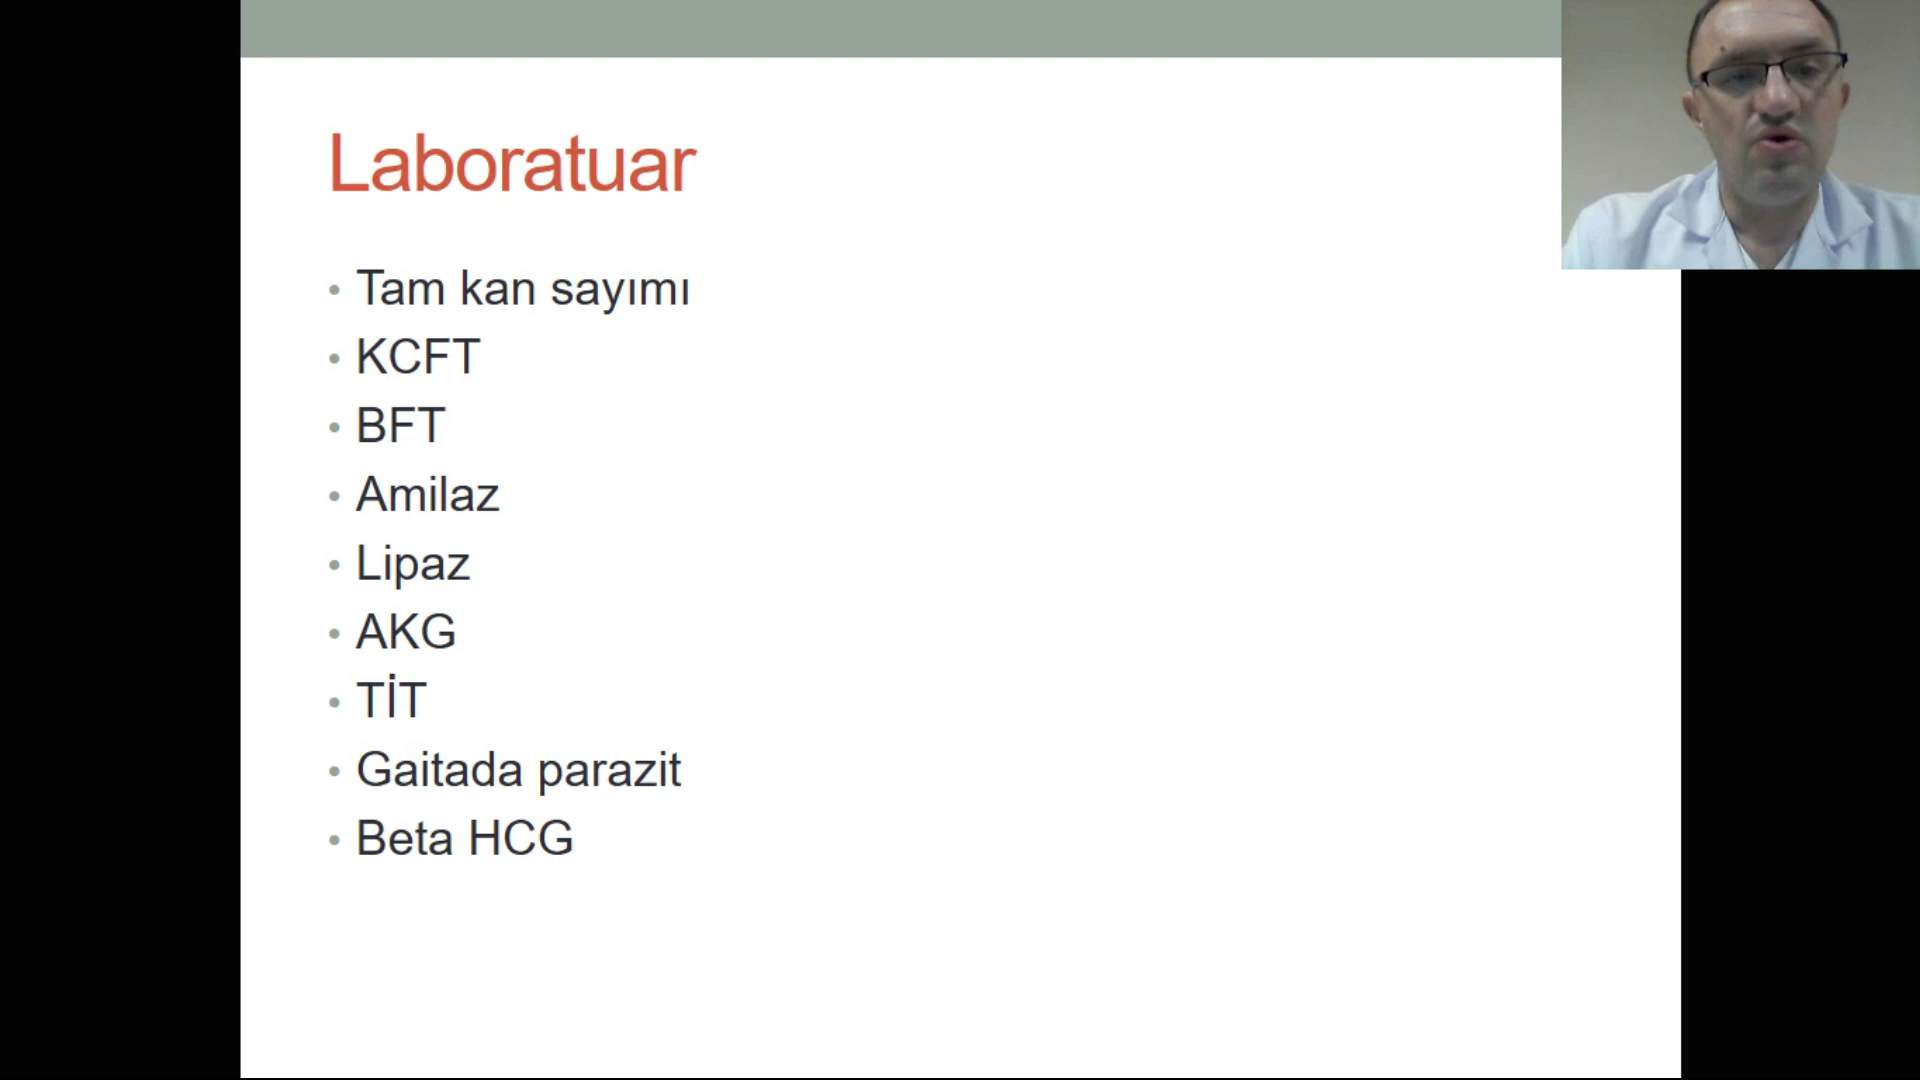 Laboratuar
• Tam kan sayımı
• KCFT
• BFT
• Amilaz
• Lipaz
• AKG
• TİT
• Gaitada parazit
• Beta HCG